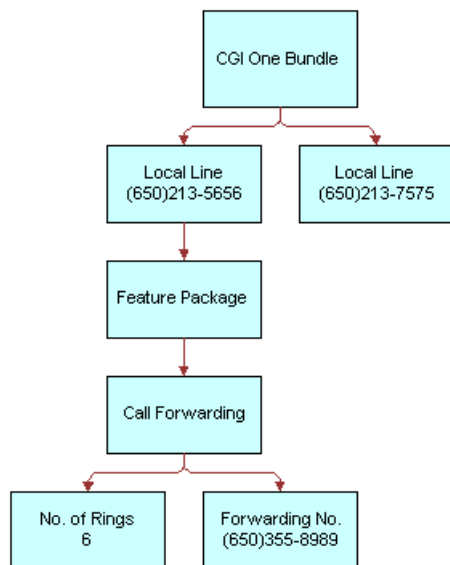 CGI One Bundle
Local Line
(650)213-5656
Local Line
(650)213-7575
Feature Package
Call Forwarding
No. of Rings
6
Forwarding No.
(650)355-8989